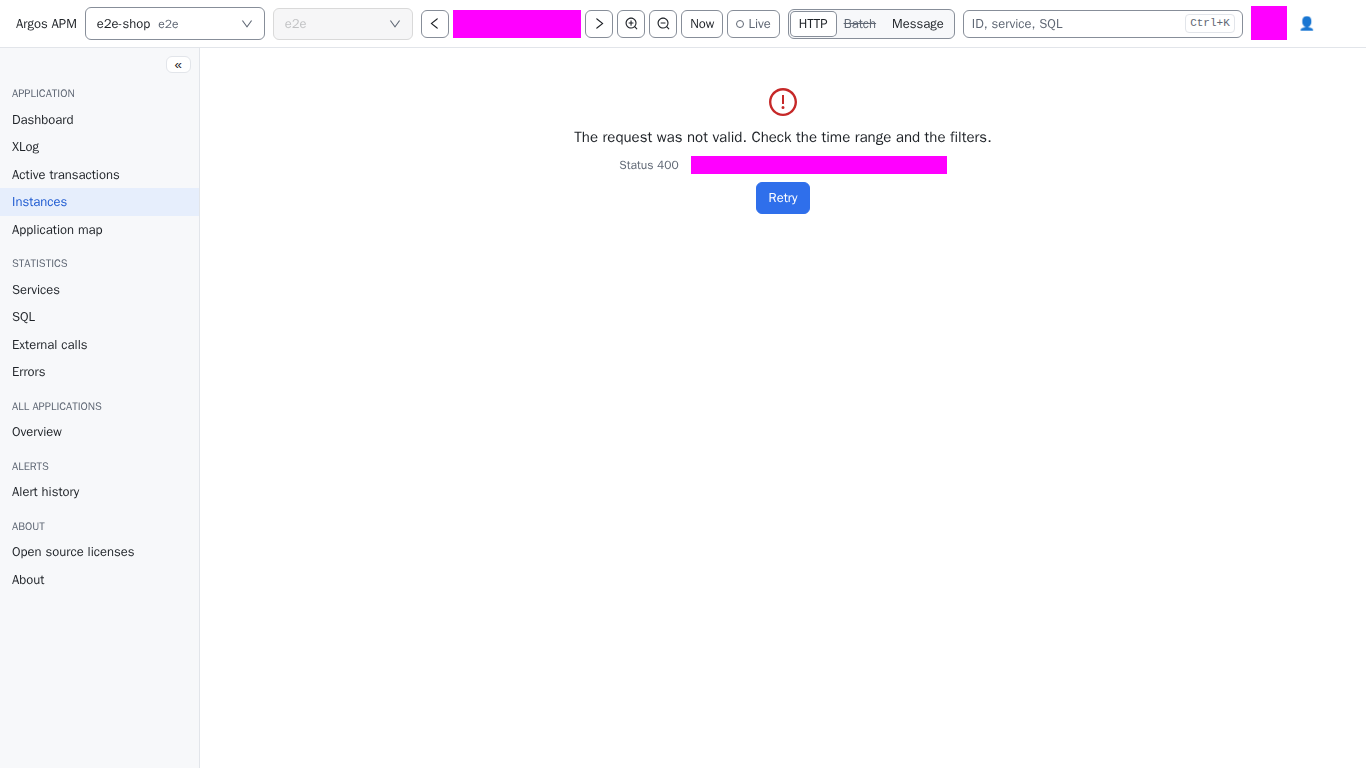 Argos APM
e2e-shop e2e
e2e
Now
Live
HTTP
Batch
Message
ID, service, SQL
Ctrl+K
«
APPLICATION
Dashboard
XLog
Active transactions
Instances
Application map
STATISTICS
Services
SQL
External calls
Errors
ALL APPLICATIONS
Overview
ALERTS
Alert history
ABOUT
Open source licenses
About
The request was not valid. Check the time range and the filters.
Status 400
Retry